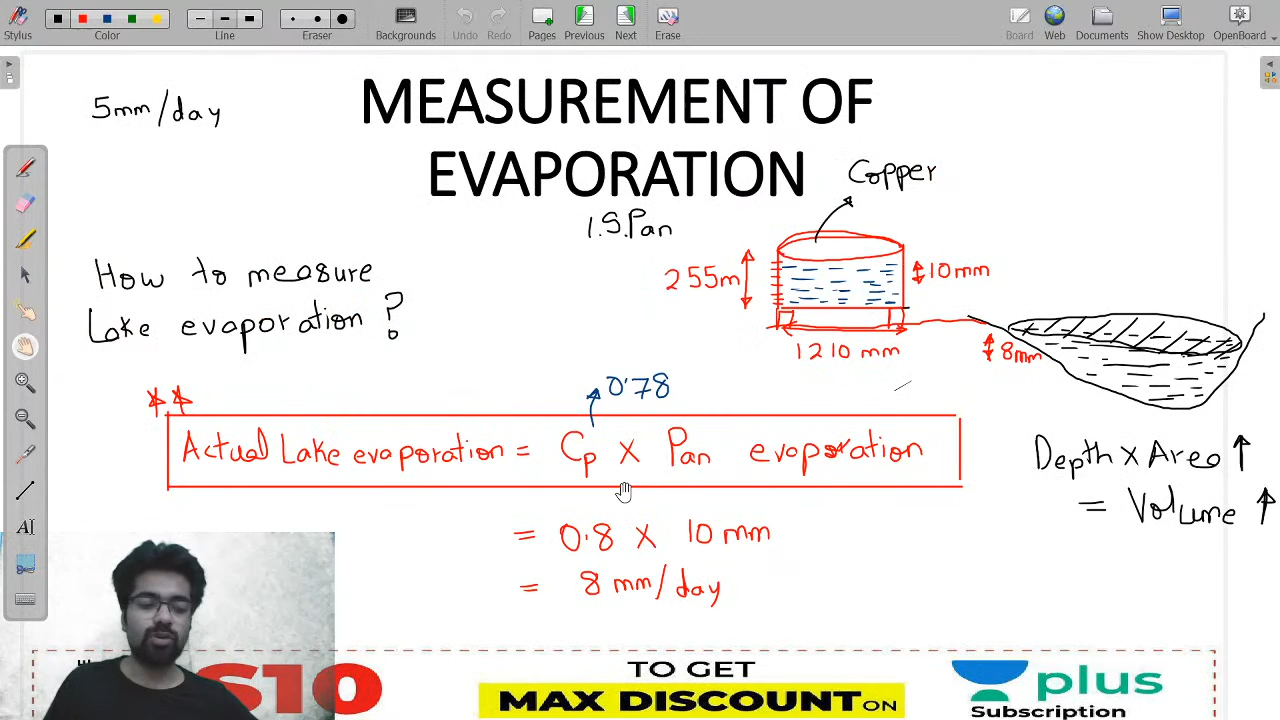 Stylus
Color
Line
Eraser
Backgrounds
Undo
Redo
Pages
Previous
Next
Erase
Board
Web
Documents
Show Desktop
OpenBoard
5mm/day
MEASUREMENT OF
EVAPORATION
Copper
I.S.Pan
255m
10mm
1210 mm
8mm
How to measure
Lake evaporation ?
0.78
Actual Lake evaporation = Cp X Pan evaporation
= 0.8 X 10 mm
= 8 mm/day
Depth X Area ↑
= Volume ↑
S10
TO GET
MAX DISCOUNT ON
plus
Subscription